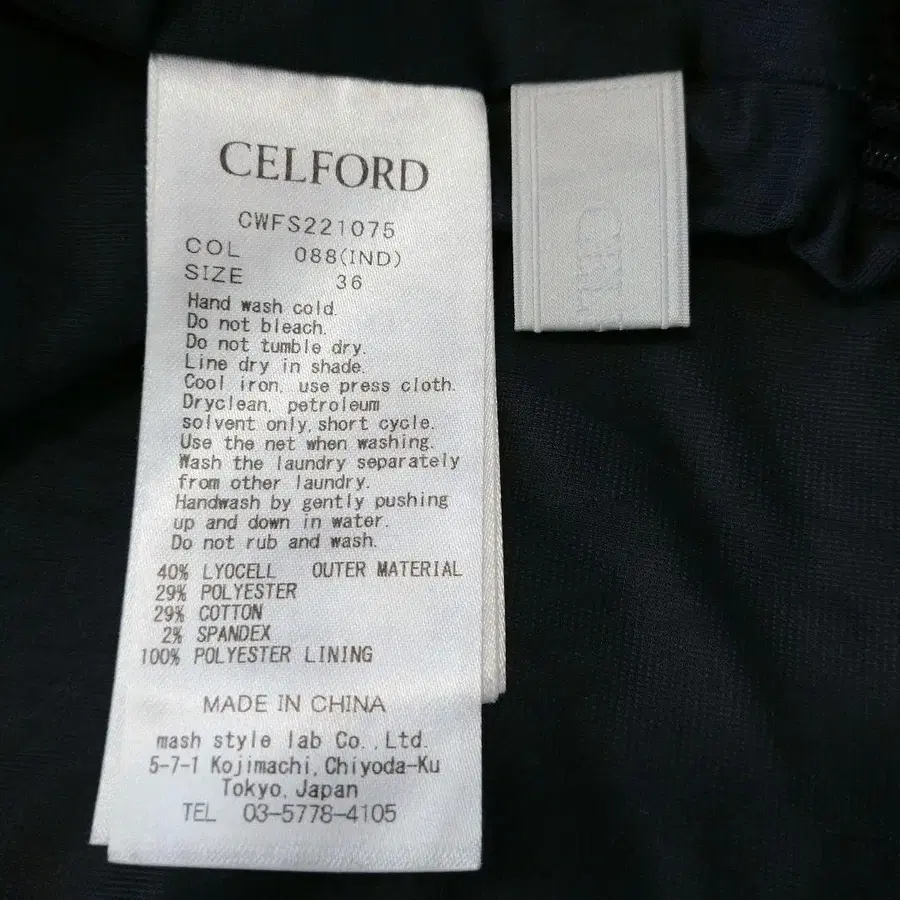 CELFORD
CWFS221075
COL 088(IND)
SIZE 36
Hand wash cold.
Do not bleach.
Do not tumble dry.
Line dry in shade.
Cool iron, use press cloth.
Dryclean, petroleum
solvent only, short cycle.
Use the net when washing.
Wash the laundry separately
from other laundry.
Handwash by gently pushing
up and down in water.
Do not rub and wash.
40% LYOCELL OUTER MATERIAL
29% POLYESTER
29% COTTON
2% SPANDEX
100% POLYESTER LINING
MADE IN CHINA
mash style lab Co., Ltd.
5-7-1 Kojimachi, Chiyoda-Ku
Tokyo, Japan
TEL 03-5778-4105